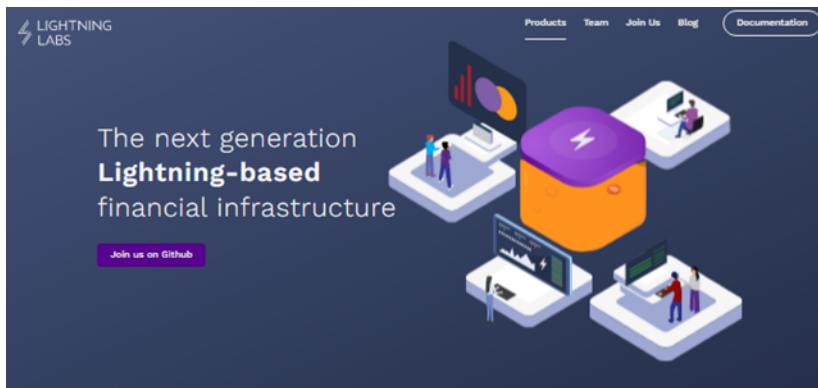 LIGHTNING
LABS
Products Team Join Us Blog Documentation
The next generation
Lightning-based
financial infrastructure
Join us on Github